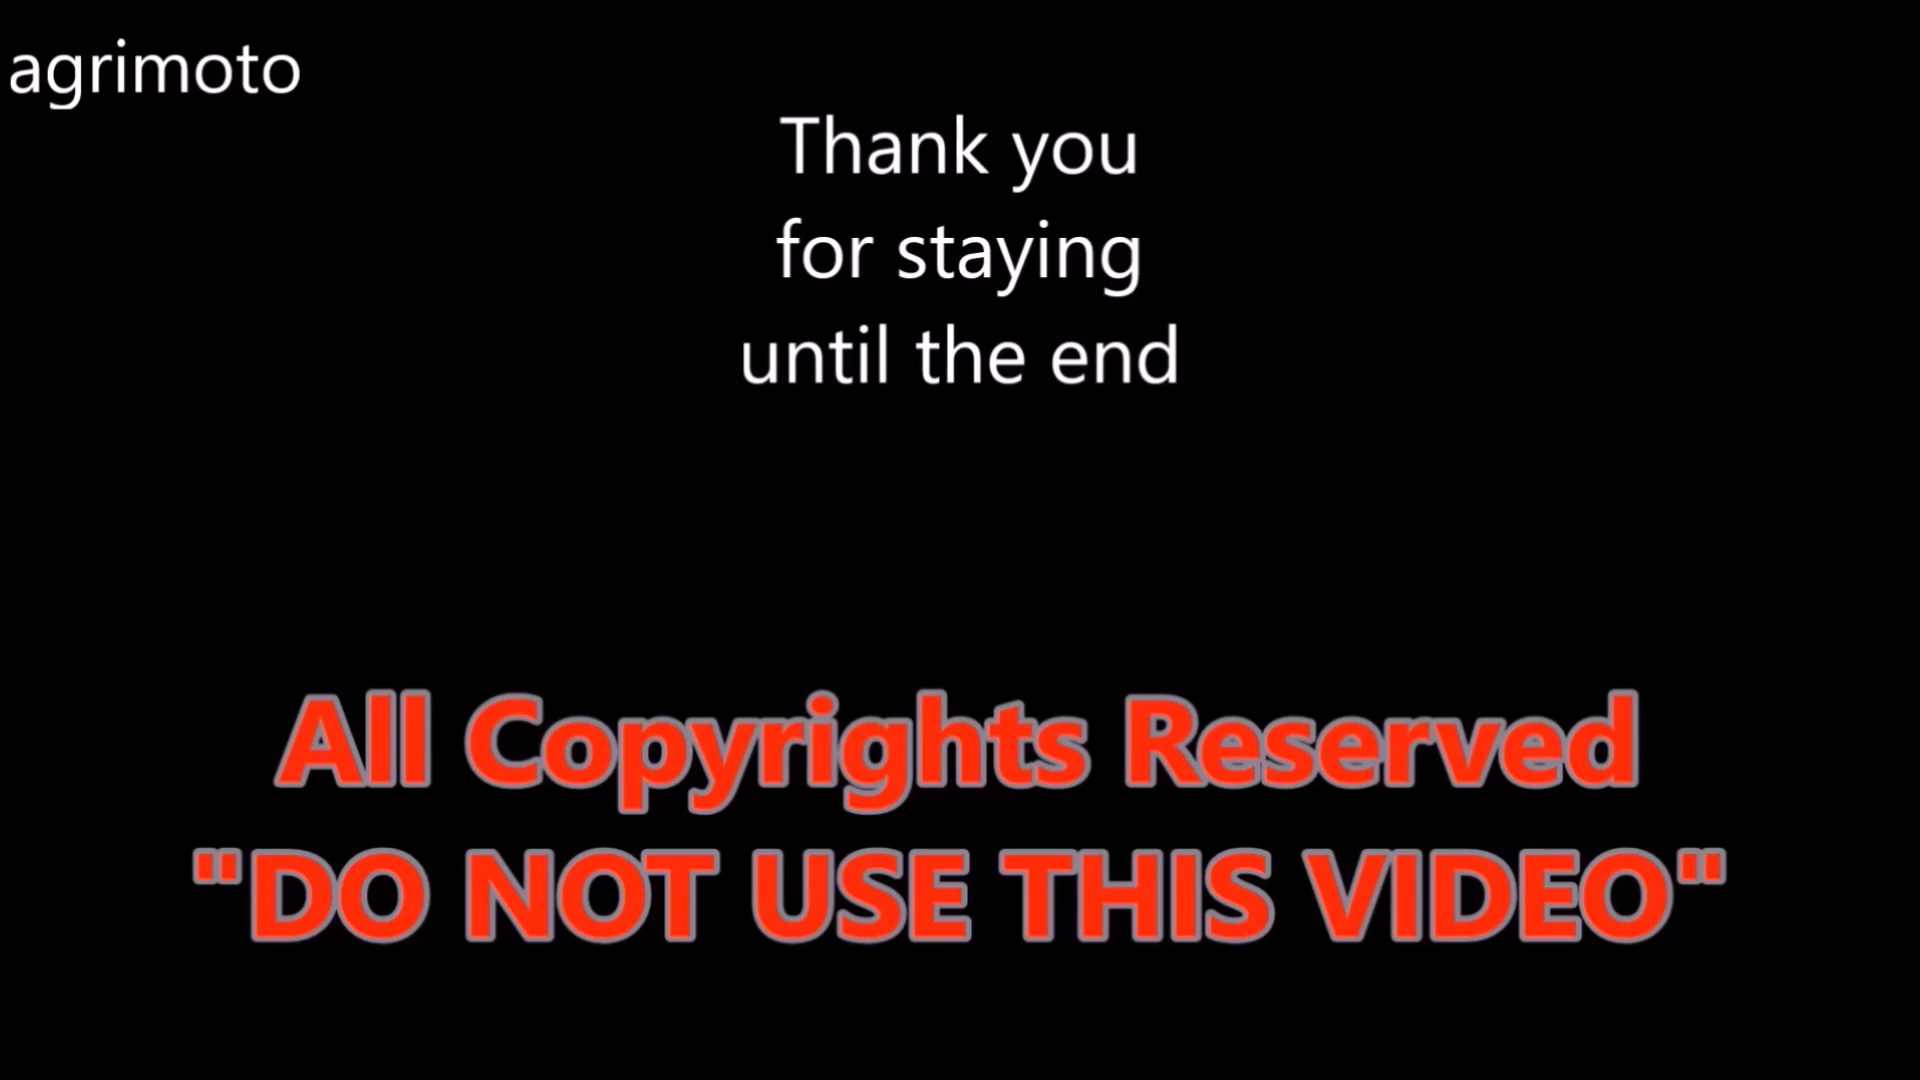 agrimoto
Thank you
for staying
until the end
All Copyrights Reserved
"DO NOT USE THIS VIDEO"